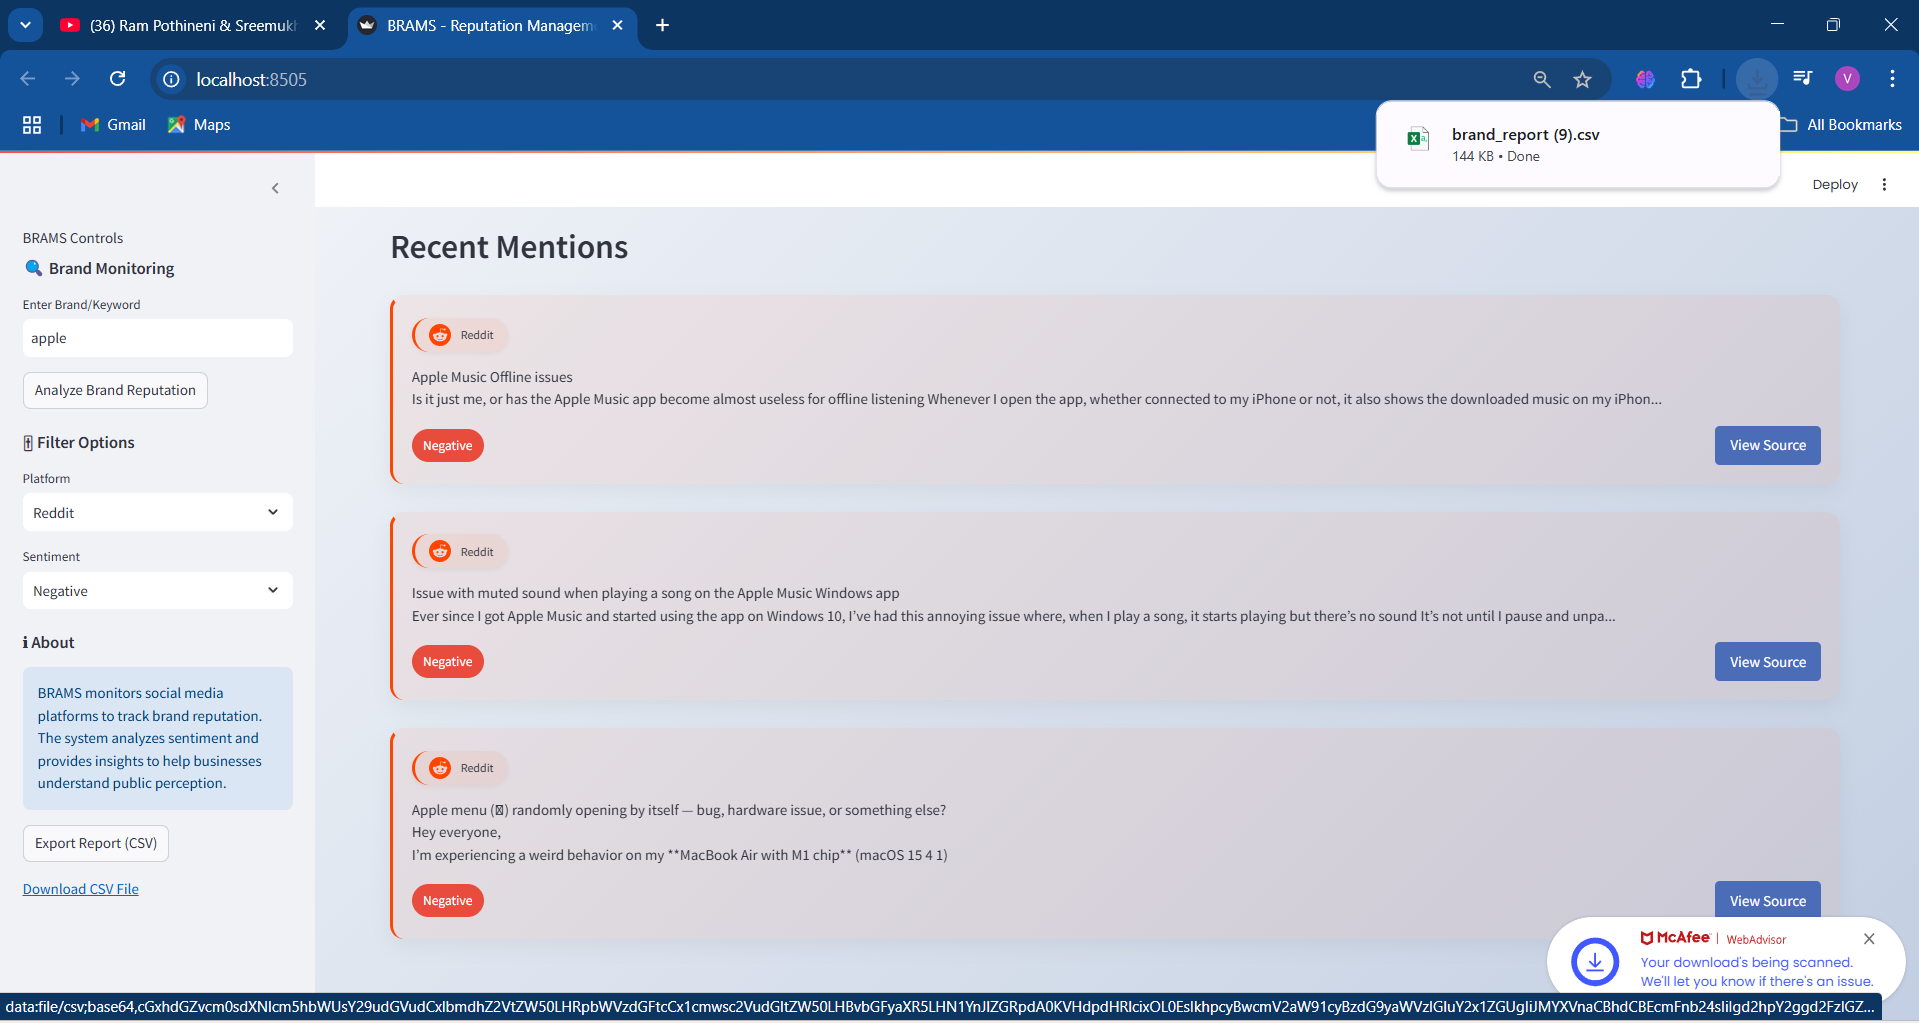 (36) Ram Pothineni & Sreemukh
BRAMS - Reputation Managem
localhost:8505
V
Gmail
Maps
All Bookmarks
brand_report (9).csv
144 KB • Done
Deploy
BRAMS Controls
Brand Monitoring
Enter Brand/Keyword
apple
Analyze Brand Reputation
Filter Options
Platform
Reddit
Sentiment
Negative
About
BRAMS monitors social media
platforms to track brand reputation.
The system analyzes sentiment and
provides insights to help businesses
understand public perception.
Export Report (CSV)
Download CSV File
Recent Mentions
Reddit
Apple Music Offline issues
Is it just me, or has the Apple Music app become almost useless for offline listening Whenever I open the app, whether connected to my iPhone or not, it also shows the downloaded music on my iPhon...
Negative
View Source
Reddit
Issue with muted sound when playing a song on the Apple Music Windows app
Ever since I got Apple Music and started using the app on Windows 10, I’ve had this annoying issue where, when I play a song, it starts playing but there’s no sound It’s not until I pause and unpa...
Negative
View Source
Reddit
Apple menu () randomly opening by itself — bug, hardware issue, or something else?
Hey everyone,
I’m experiencing a weird behavior on my **MacBook Air with M1 chip** (macOS 15 4 1)
Negative
View Source
McAfee | WebAdvisor
Your download's being scanned.
We'll let you know if there's an issue.